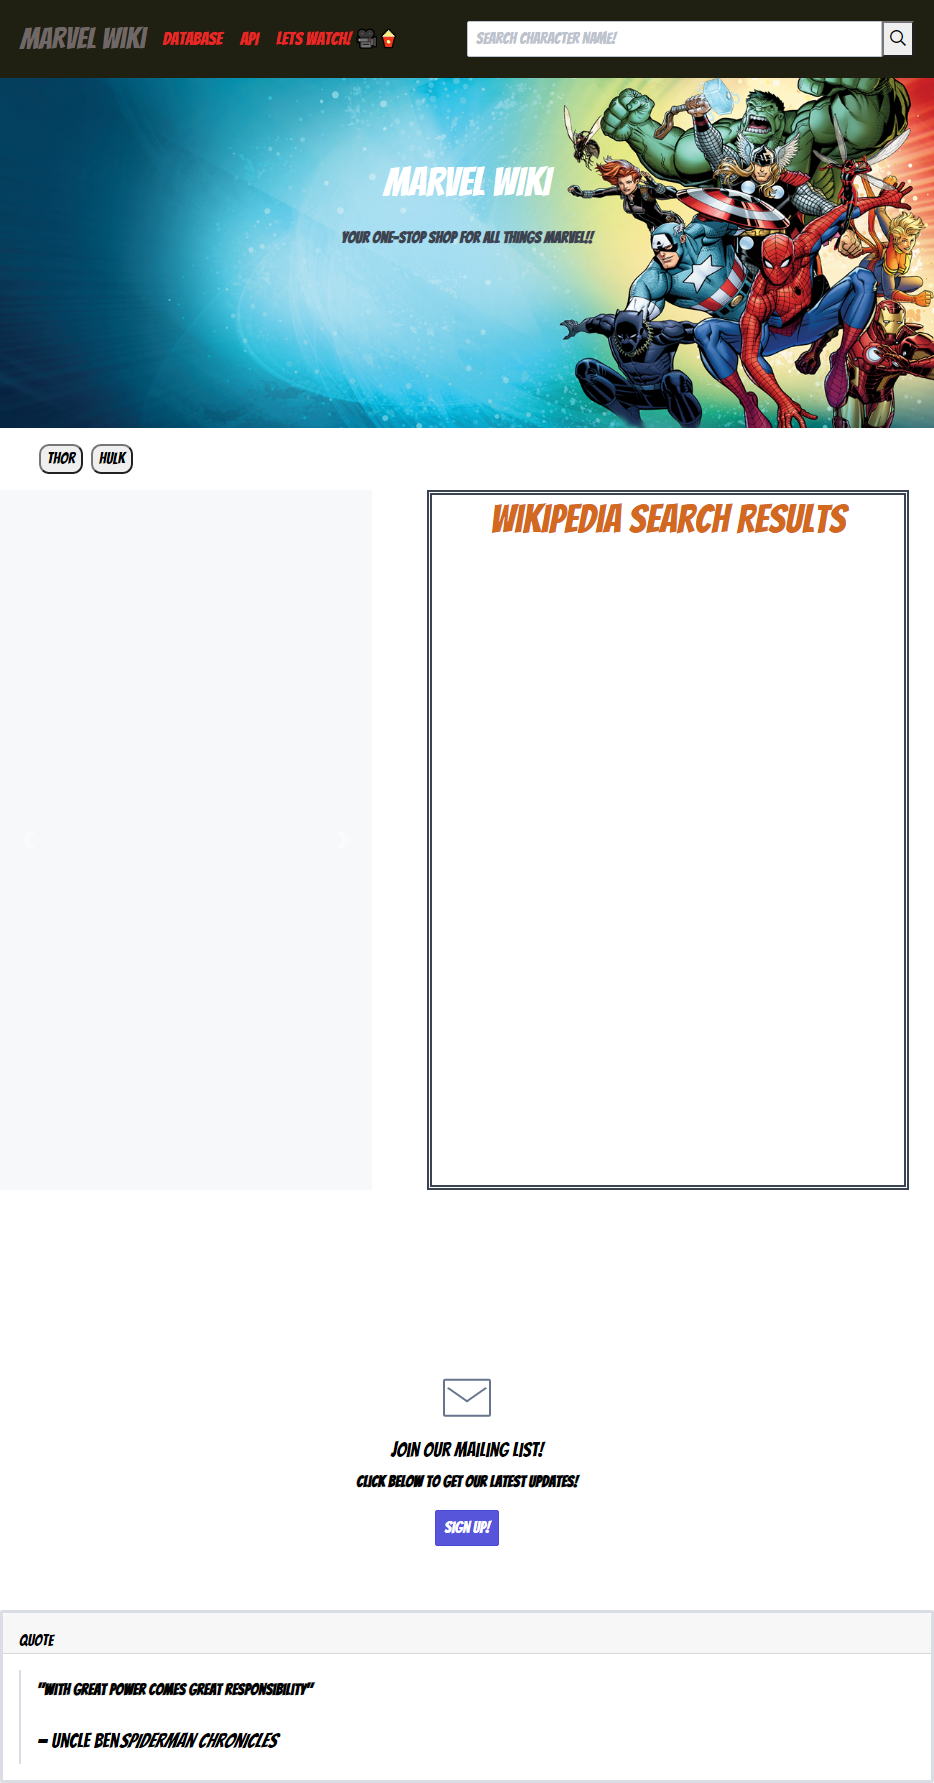 MARVEL WIKI DATABASE API LETS WATCH! 🎥🍿 SEARCH CHARACTER NAME!
MARVEL WIKI
YOUR ONE-STOP SHOP FOR ALL THINGS MARVEL!!
THOR HULK
WIKIPEDIA SEARCH RESULTS
JOIN OUR MAILING LIST!
CLICK BELOW TO GET OUR LATEST UPDATES!
SIGN UP!
QUOTE
"WITH GREAT POWER COMES GREAT RESPONSIBILITY"
— UNCLE BEN SPIDERMAN CHRONICLES